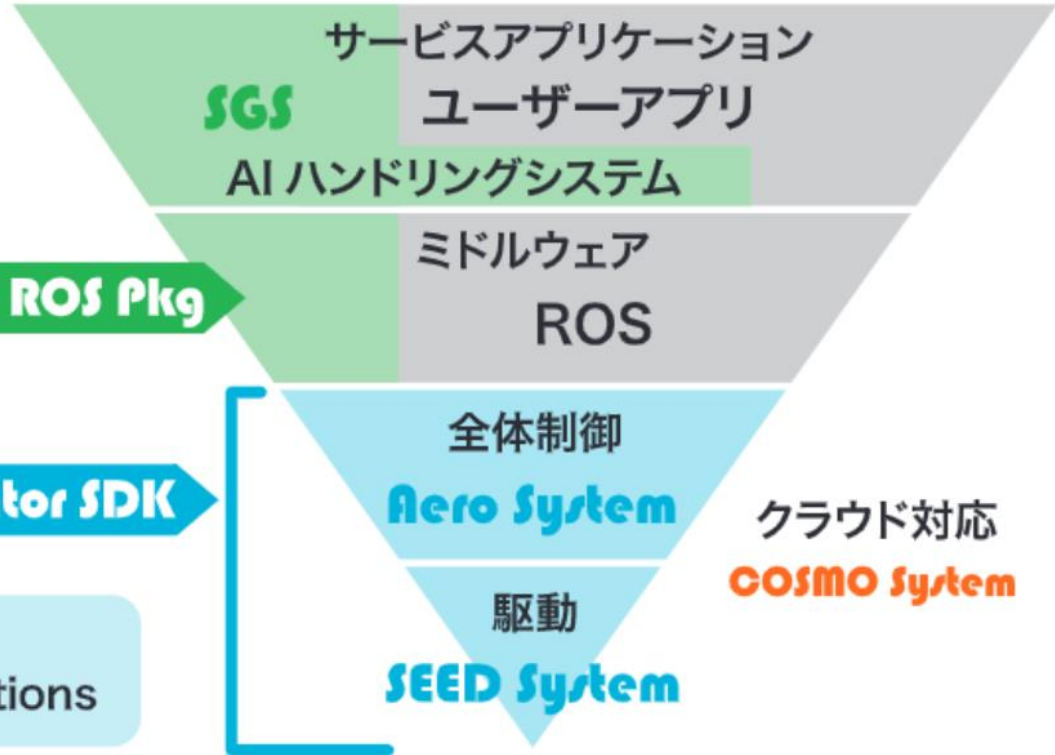 サービスアプリケーション
SGS ユーザーアプリ
AI ハンドリングシステム
ミドルウェア
ROS Pkg
ROS
全体制御
tor SDK
Aero System
クラウド対応
COSMO System
駆動
tions
SEED System